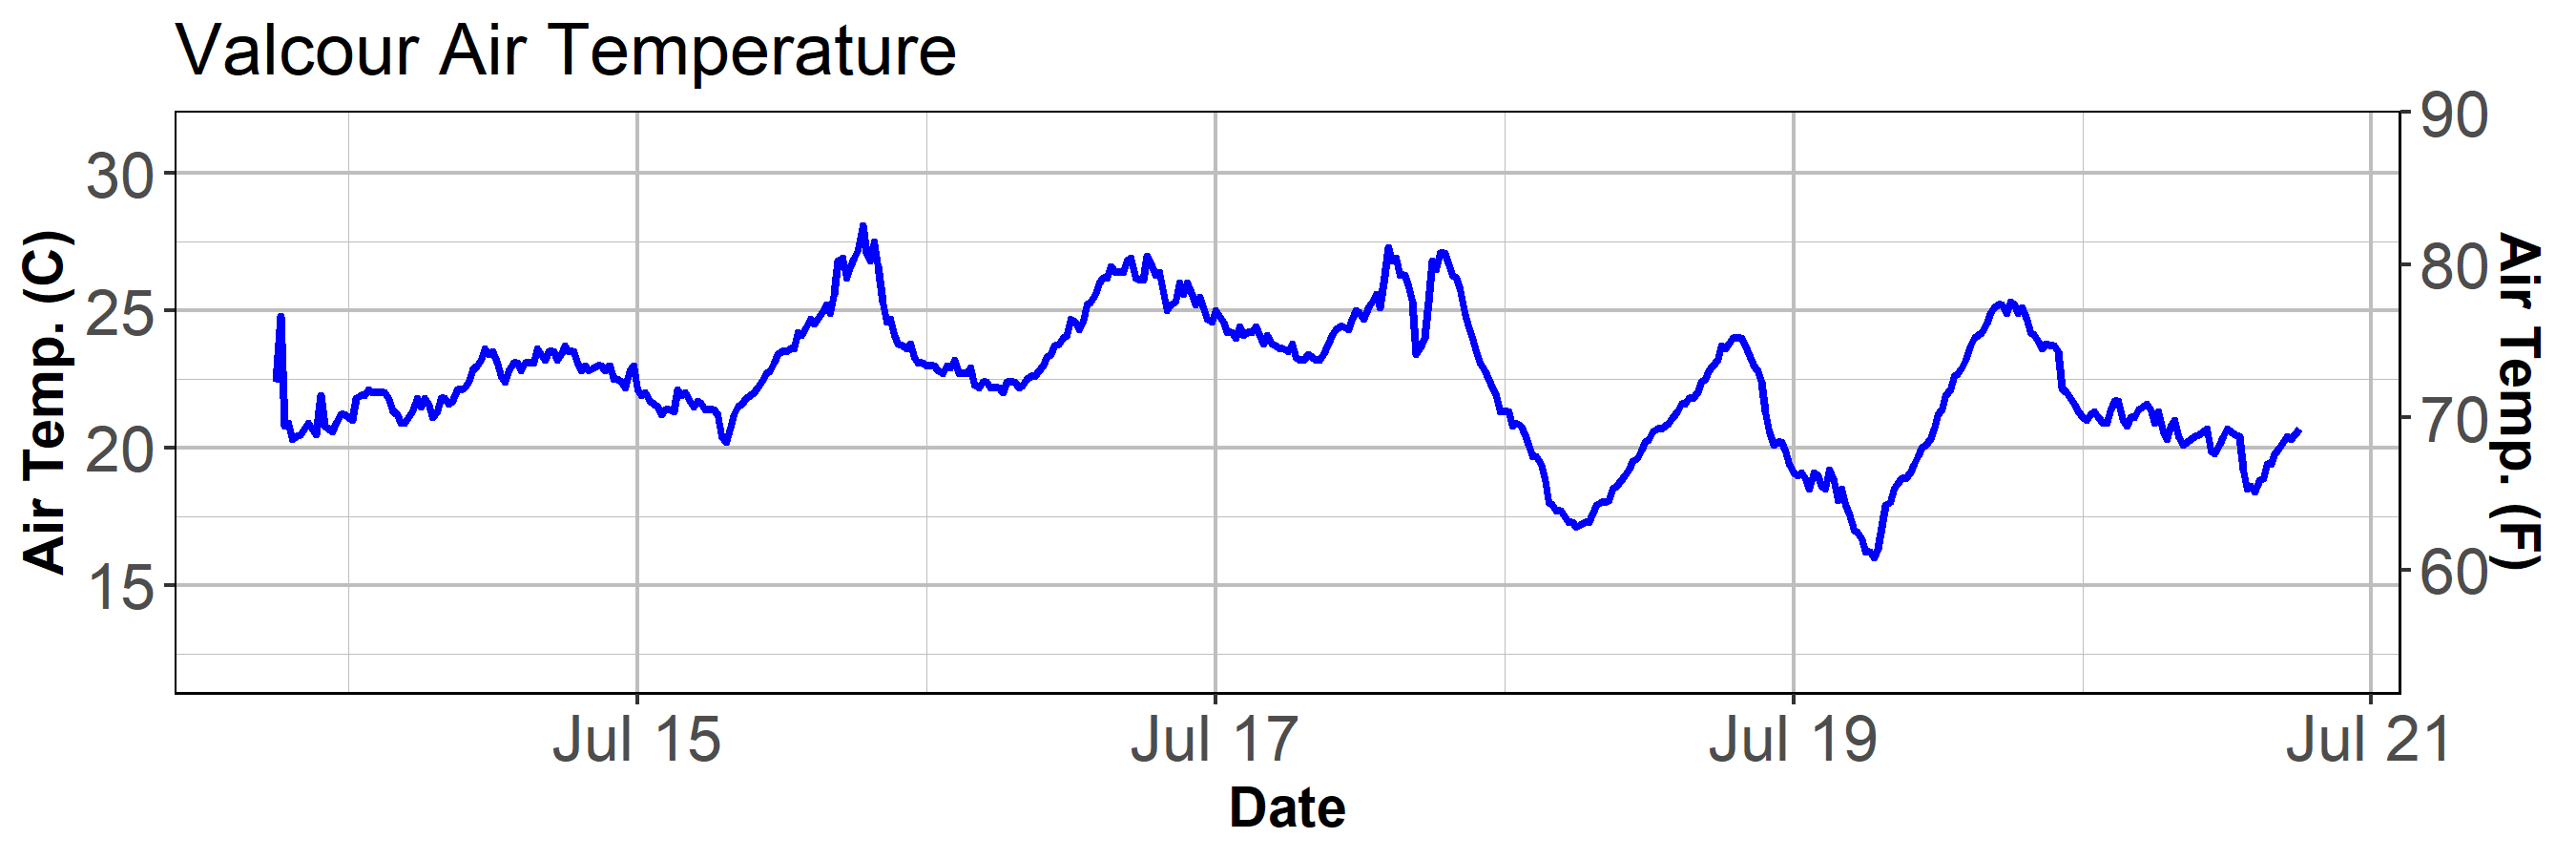 Valcour Air Temperature
Air Temp. (C)
30
25
20
15
90
80
70
60
Air Temp. (F)
Jul 15
Jul 17
Jul 19
Jul 21
Date